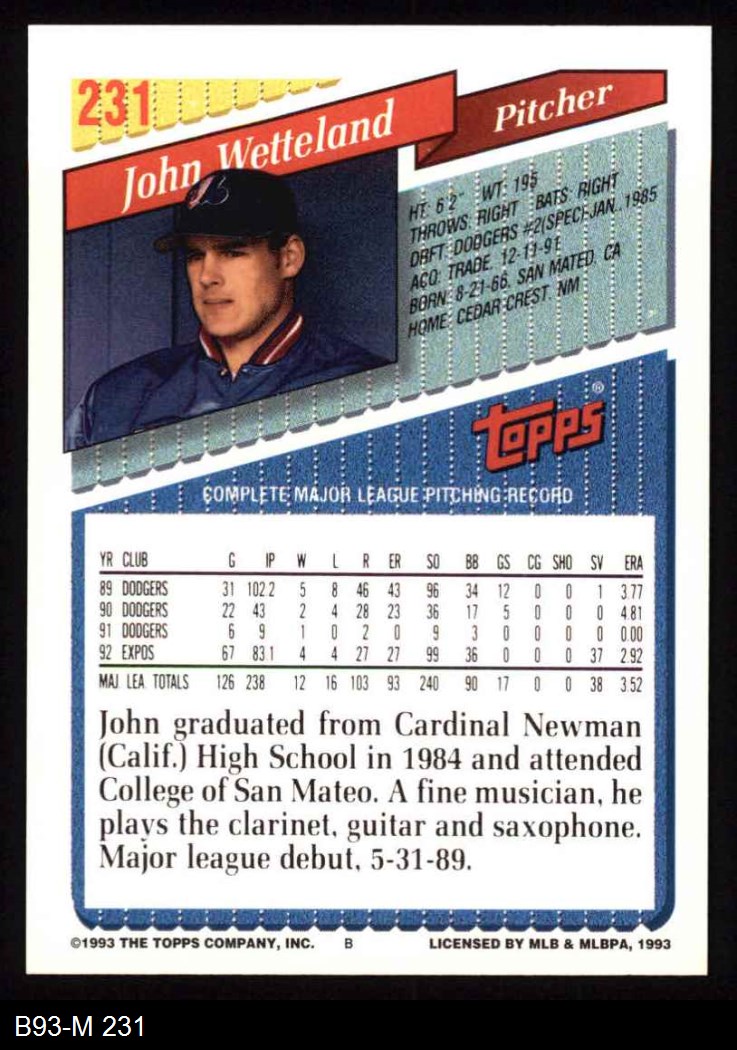 231
John Wetteland
Pitcher
HT: 6'2" WT: 195
THROWS: RIGHT BATS: RIGHT
DRFT: DODGERS #2(SPEC)-JAN., 1985
ACQ: TRADE, 12-11-91
BORN: 8-21-66, SAN MATEO, CA
HOME: CEDAR CREST, NM
topps®
COMPLETE MAJOR LEAGUE PITCHING RECORD
YR CLUB G IP W L R ER SO BB GS CG SHO SV ERA
89 DODGERS 31 102.2 5 8 46 43 96 34 12 0 0 1 3.77
90 DODGERS 22 43 2 4 28 23 36 17 5 0 0 0 4.81
91 DODGERS 6 9 1 0 2 0 9 3 0 0 0 0 0.00
92 EXPOS 67 83.1 4 4 27 27 99 36 0 0 0 37 2.92
MAJ. LEA. TOTALS 126 238 12 16 103 93 240 90 17 0 0 38 3.52
John graduated from Cardinal Newman
(Calif.) High School in 1984 and attended
College of San Mateo. A fine musician, he
plays the clarinet, guitar and saxophone.
Major league debut, 5-31-89.
©1993 THE TOPPS COMPANY, INC. B LICENSED BY MLB & MLBPA, 1993
B93-M 231